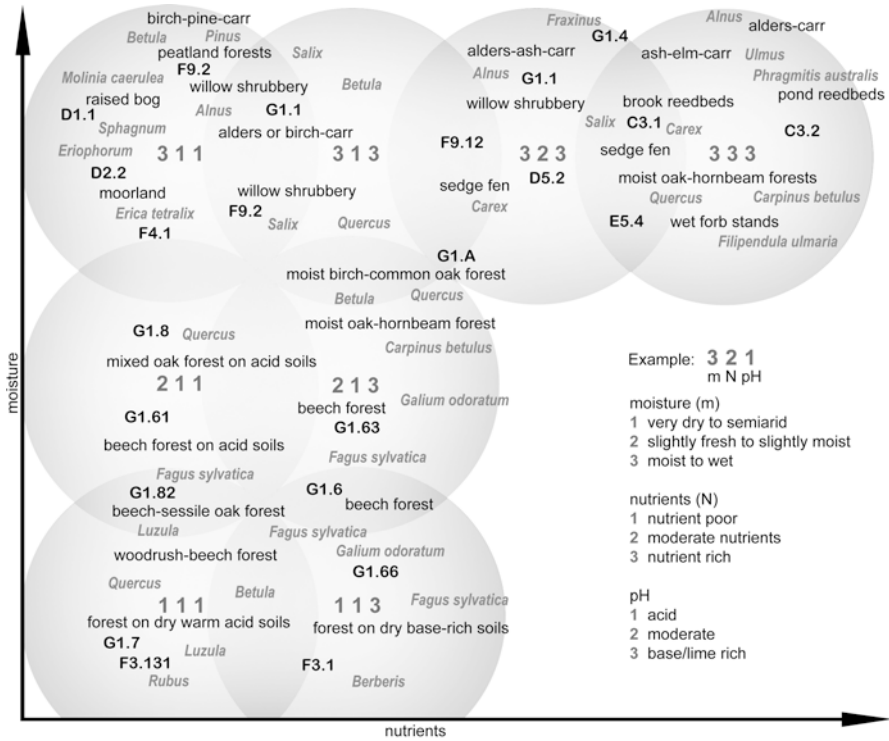 birch-pine-carr
Betula Pinus
peatland forests
F9.2
Salix
Molinia caerulea
willow shrubbery
Betula
raised bog
D1.1
Alnus
G1.1
Sphagnum
alders or birch-carr
Eriophorum
3 1 1
3 1 3
D2.2
moorland
willow shrubbery
Erica tetralix
F9.2
Salix
Quercus
F4.1
Fraxinus
G1.4
Alnus
alders-carr
alders-ash-carr
ash-elm-carr
Ulmus
Alnus
G1.1
Phragmitis australis
pond reedbeds
willow shrubbery
brook reedbeds
Salix
C3.1
Carex
C3.2
F9.12
3 2 3
sedge fen
3 3 3
sedge fen
D5.2
moist oak-hornbeam forests
Carex
Quercus
Carpinus betulus
E5.4
wet forb stands
Filipendula ulmaria
G1.A
moist birch-common oak forest
Betula
Quercus
moist oak-hornbeam forest
G1.8
Quercus
Carpinus betulus
mixed oak forest on acid soils
2 1 1
2 1 3
Galium odoratum
beech forest
G1.61
G1.63
beech forest on acid soils
Fagus sylvatica
Fagus sylvatica
G1.82
G1.6
beech-sessile oak forest
beech forest
Luzula
Fagus sylvatica
woodrush-beech forest
Galium odoratum
G1.66
Quercus
Betula
1 1 1
1 1 3
Fagus sylvatica
forest on dry warm acid soils
forest on dry base-rich soils
G1.7
Luzula
F3.131
F3.1
Rubus
Berberis
Example: 3 2 1
m N pH
moisture (m)
1 very dry to semiarid
2 slightly fresh to slightly moist
3 moist to wet
nutrients (N)
1 nutrient poor
2 moderate nutrients
3 nutrient rich
pH
1 acid
2 moderate
3 base/lime rich
moisture
nutrients